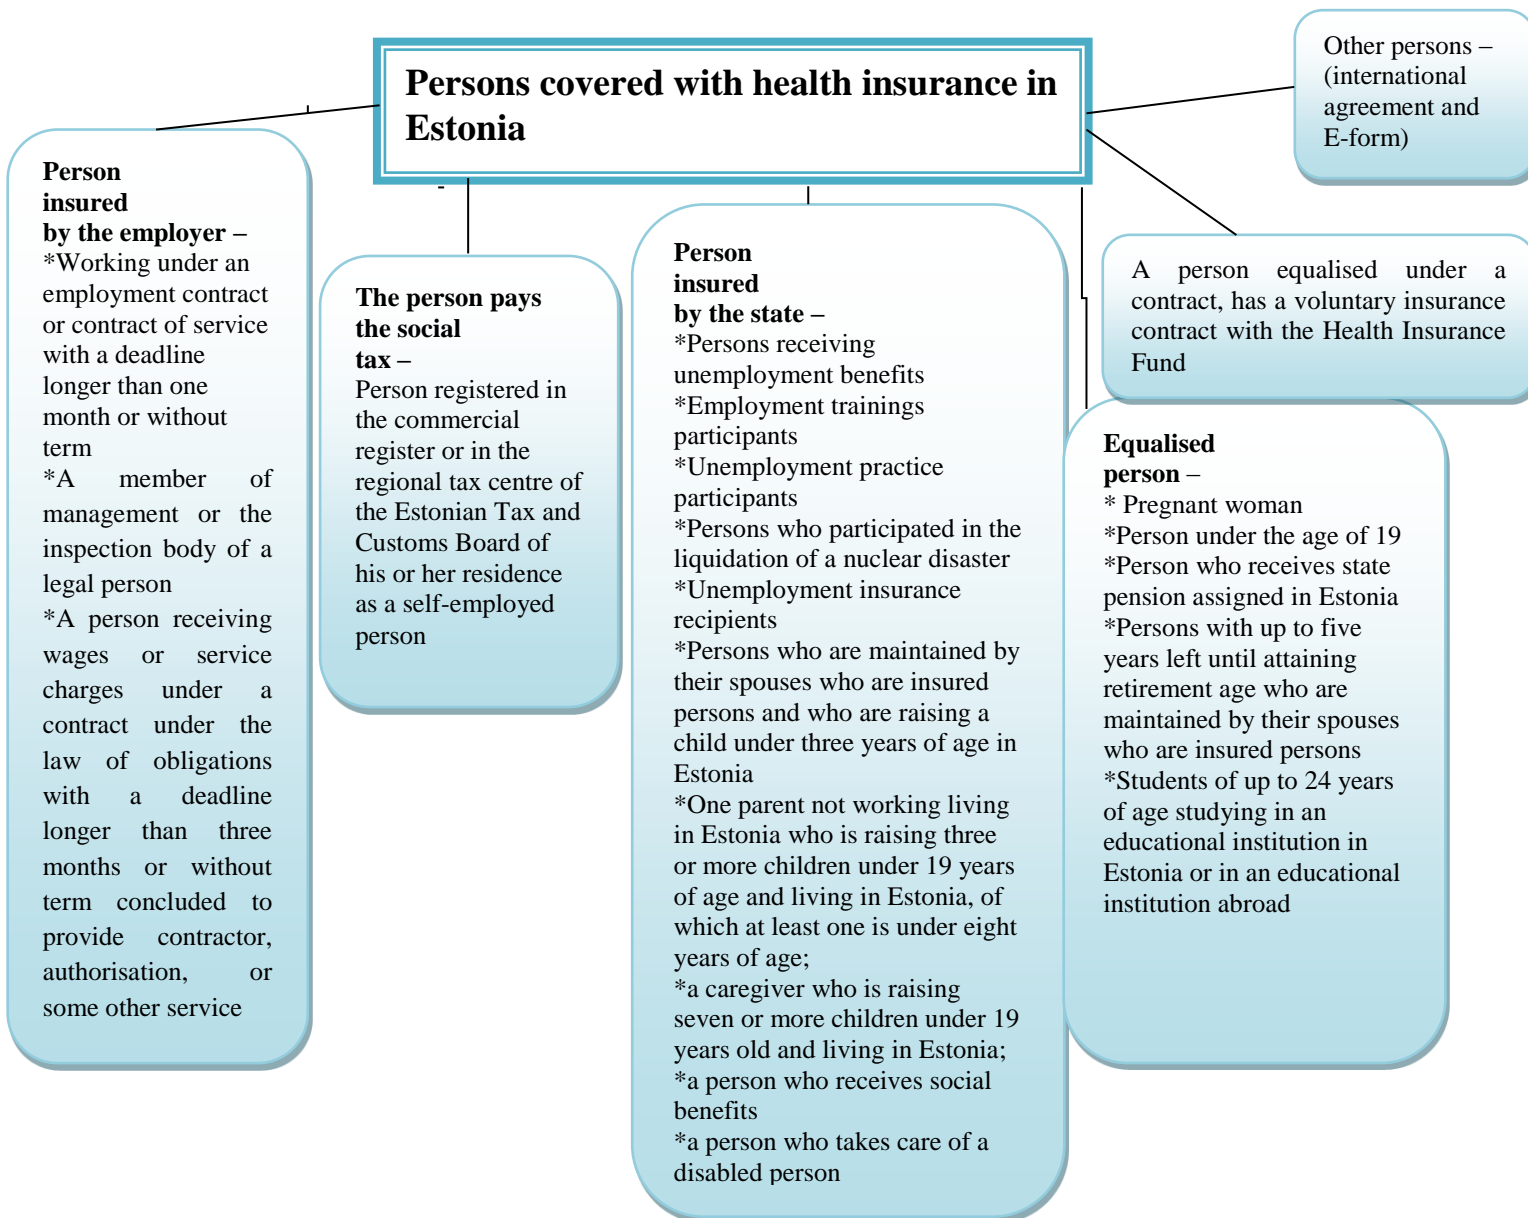 Persons covered with health insurance in
Estonia
Other persons –
(international
agreement and
E-form)
Person
insured
by the employer –
*Working under an
employment contract
or contract of service
with a deadline
longer than one
month or without
term
*A member of
management or the
inspection body of a
legal person
*A person receiving
wages or service
charges under a
contract under the
law of obligations
with a deadline
longer than three
months or without
term concluded to
provide contractor,
authorisation, or
some other service
The person pays
the social
tax –
Person registered in
the commercial
register or in the
regional tax centre of
the Estonian Tax and
Customs Board of
his or her residence
as a self-employed
person
Person
insured
by the state –
*Persons receiving
unemployment benefits
*Employment trainings
participants
*Unemployment practice
participants
*Persons who participated in the
liquidation of a nuclear disaster
*Unemployment insurance
recipients
*Persons who are maintained by
their spouses who are insured
persons and who are raising a
child under three years of age in
Estonia
*One parent not working living
in Estonia who is raising three
or more children under 19 years
of age and living in Estonia, of
which at least one is under eight
years of age;
*a caregiver who is raising
seven or more children under 19
years old and living in Estonia;
*a person who receives social
benefits
*a person who takes care of a
disabled person
A person equalised under a
contract, has a voluntary insurance
contract with the Health Insurance
Fund
Equalised
person –
* Pregnant woman
*Person under the age of 19
*Person who receives state
pension assigned in Estonia
*Persons with up to five
years left until attaining
retirement age who are
maintained by their spouses
who are insured persons
*Students of up to 24 years
of age studying in an
educational institution in
Estonia or in an educational
institution abroad